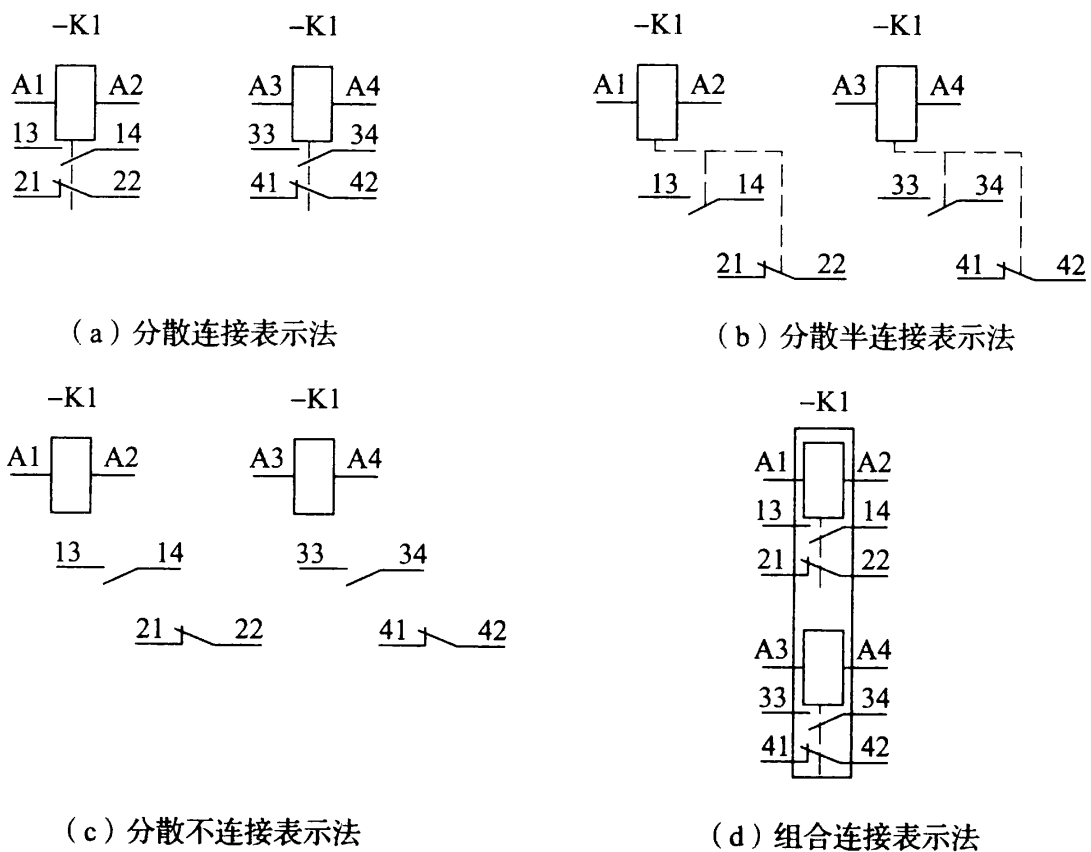 −K1 −K1
A1 A2 A3 A4
13 14 33 34
21 22 41 42
（a）分散连接表示法
−K1 −K1
A1 A2 A3 A4
13 14 33 34
21 22 41 42
（b）分散半连接表示法
−K1 −K1
A1 A2 A3 A4
13 14 33 34
21 22 41 42
（c）分散不连接表示法
−K1
A1 A2
13 14
21 22
A3 A4
33 34
41 42
（d）组合连接表示法